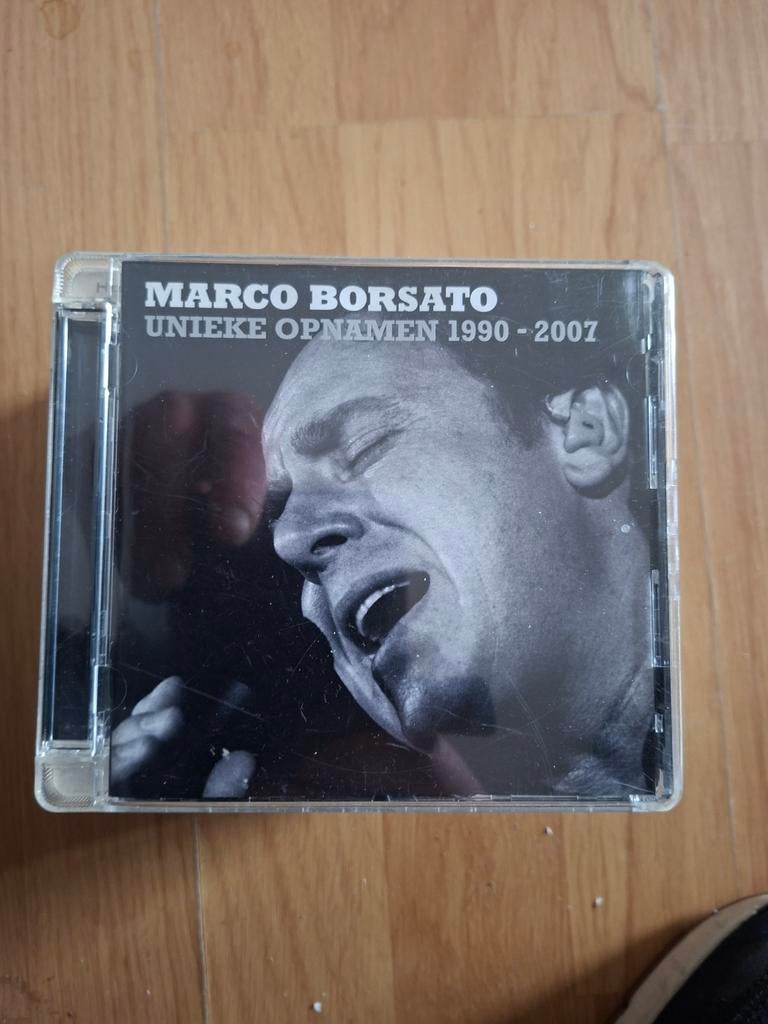 MARCO BORSATO
UNIEKE OPNAMEN 1990 - 2007